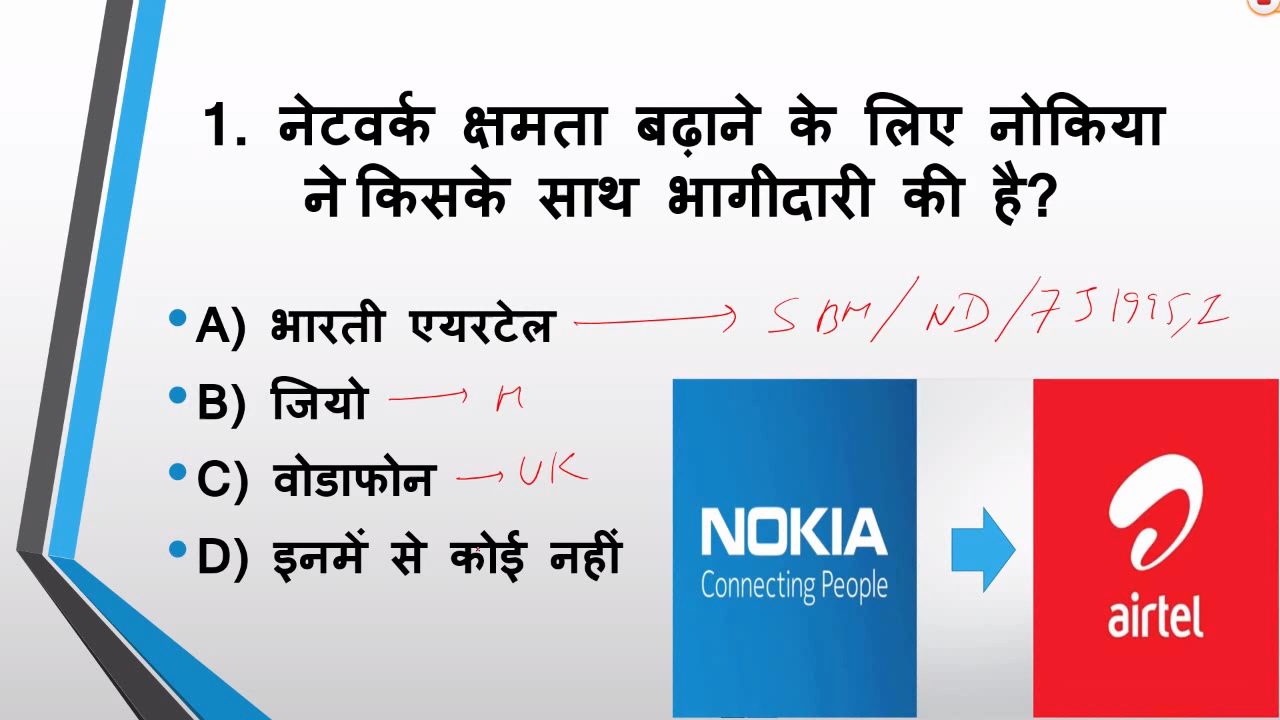 1. नेटवर्क क्षमता बढ़ाने के लिए नोकिया
ने किसके साथ भागीदारी की है?
• A) भारती एयरटेल → SBM/ND/7J1995,I
• B) जियो → M
• C) वोडाफोन → UK
• D) इनमें से कोई नहीं
NOKIA
Connecting People
airtel